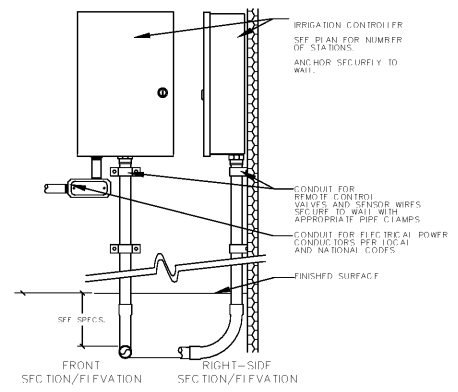 IRRIGATION CONTROLLER
SEE PLAN FOR NUMBER
OF STATIONS.
ANCHOR SECURELY TO
WALL.
CONDUIT FOR
REMOTE CONTROL
VALVES AND SENSOR WIRES
SECURE TO WALL WITH
APPROPRIATE PIPE CLAMPS
CONDUIT FOR ELECTRICAL POWER
CONDUCTORS PER LOCAL
AND NATIONAL CODES
FINISHED SURFACE
SEE SPECS.
FRONT
SECTION/ELEVATION
RIGHT-SIDE
SECTION/ELEVATION